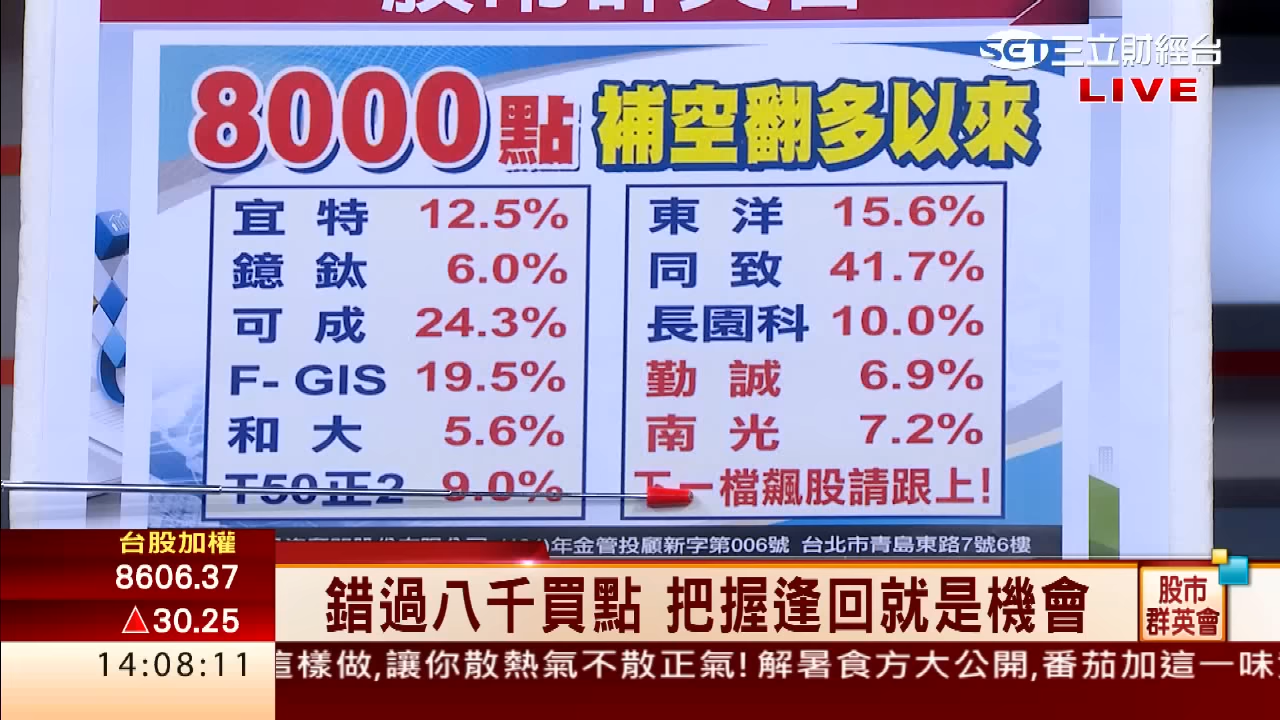 SET三立財經台
LIVE
8000點 補空翻多以來
宜特 12.5%
鏡鈦 6.0%
可成 24.3%
F-GIS 19.5%
和大 5.6%
T50正2 9.0%
東洋 15.6%
同致 41.7%
長園科 10.0%
勤誠 6.9%
南光 7.2%
下一檔飆股請跟上!
年金管投顧新字第006號 台北市青島東路7號6樓
台股加權
8606.37
△30.25
14:08:11
錯過八千買點 把握逢回就是機會
股市
群英會
這樣做,讓你散熱氣不散正氣!解暑食方大公開,番茄加這一味